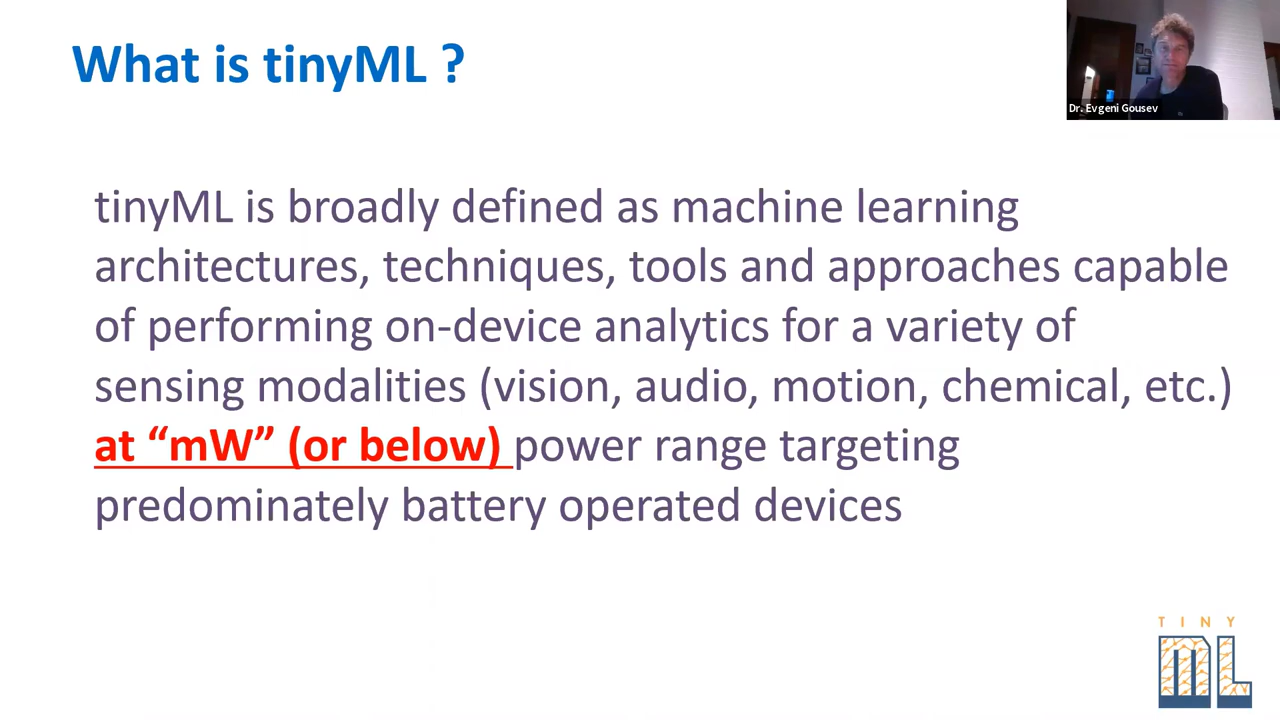 What is tinyML ?
Dr. Evgeni Gousev
tinyML is broadly defined as machine learning
architectures, techniques, tools and approaches capable
of performing on-device analytics for a variety of
sensing modalities (vision, audio, motion, chemical, etc.)
at “mW” (or below) power range targeting
predominately battery operated devices
TINY
ML